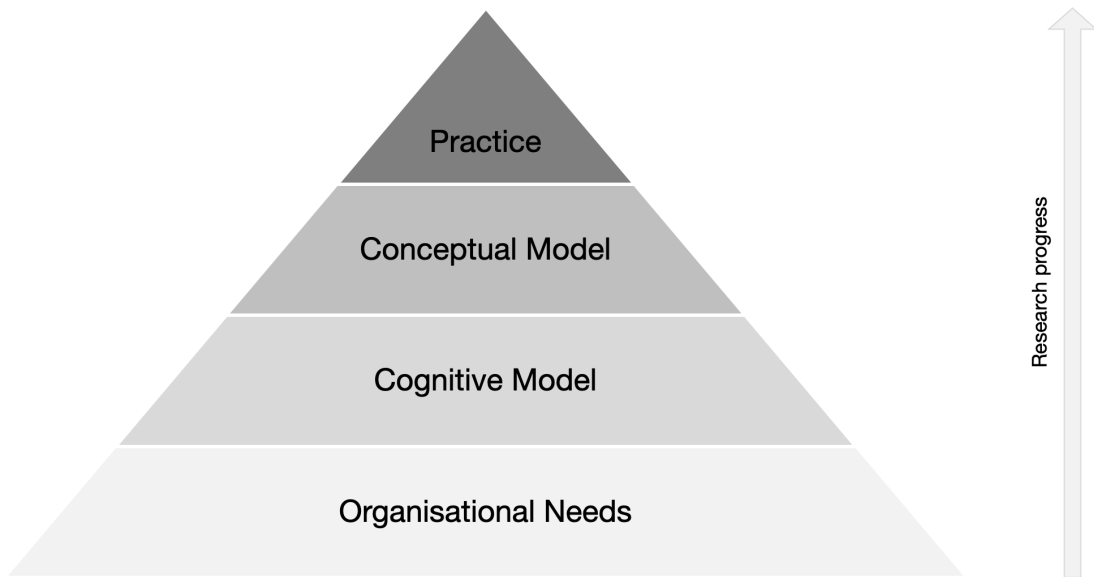 Practice
Conceptual Model
Cognitive Model
Organisational Needs
Research progress